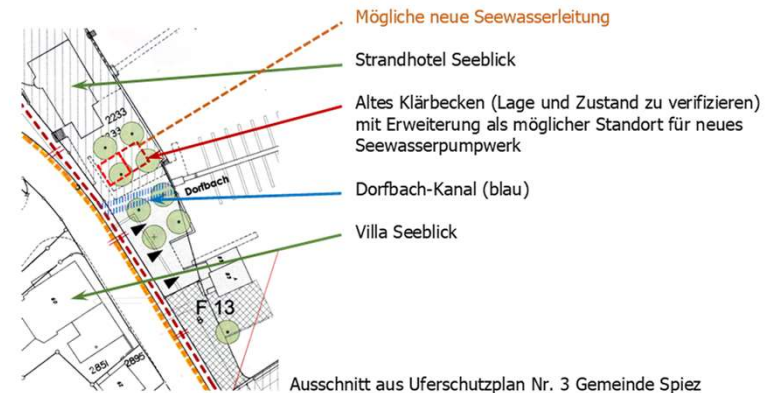 Mögliche neue Seewasserleitung
Strandhotel Seeblick
Altes Klärbecken (Lage und Zustand zu verifizieren)
mit Erweiterung als möglicher Standort für neues
Seewasserpumpwerk
Dorfbach-Kanal (blau)
Villa Seeblick
2233
Dorfbach
F 13
2851
2895
Ausschnitt aus Uferschutzplan Nr. 3 Gemeinde Spiez